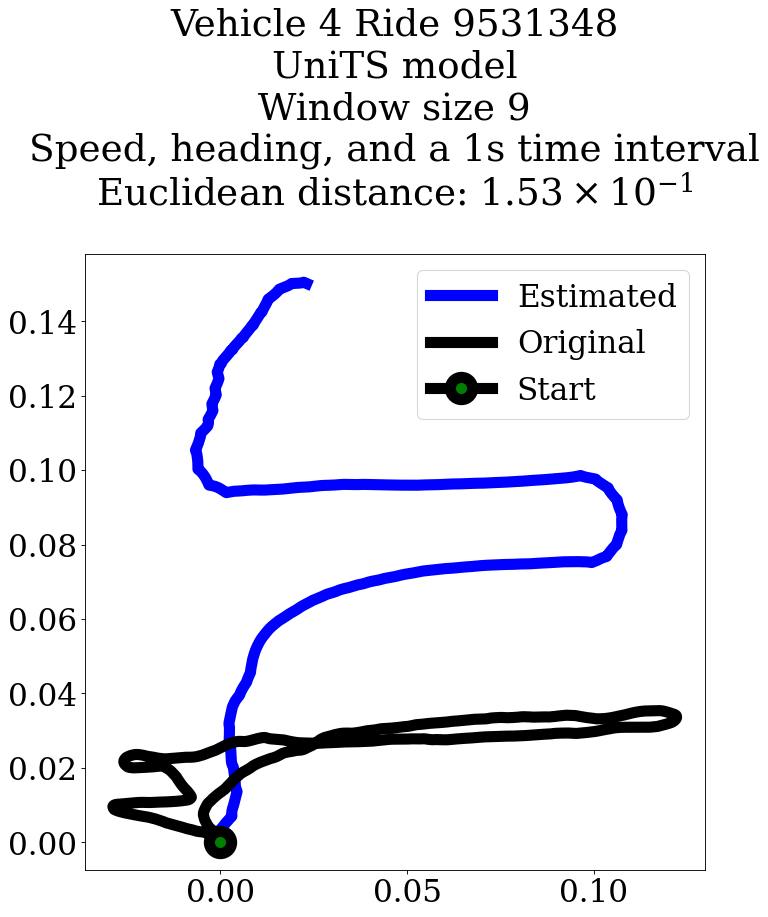 Vehicle 4 Ride 9531348
UniTS model
Window size 9
Speed, heading, and a 1s time interval
Euclidean distance: 1.53 × 10⁻¹
Estimated
Original
Start
0.14
0.12
0.10
0.08
0.06
0.04
0.02
0.00
0.00 0.05 0.10